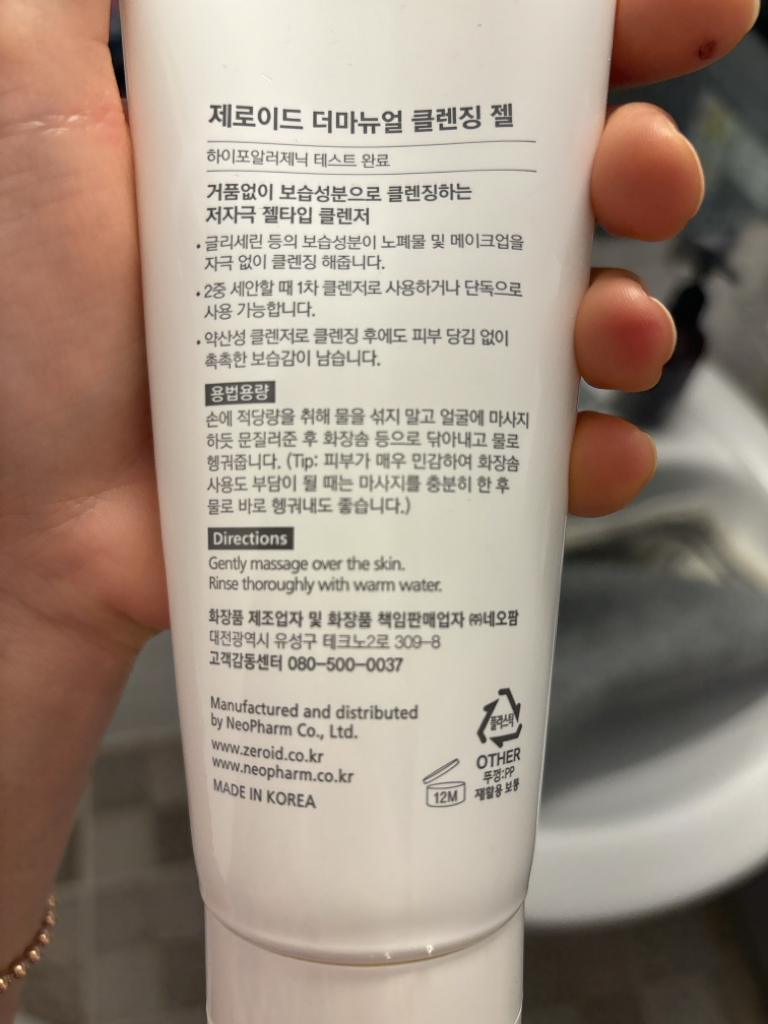 제로이드 더마뉴얼 클렌징 젤
하이포알러제닉 테스트 완료
거품없이 보습성분으로 클렌징하는
저자극 젤타입 클렌저
• 글리세린 등의 보습성분이 노폐물 및 메이크업을
자극 없이 클렌징 해줍니다.
• 2중 세안할 때 1차 클렌저로 사용하거나 단독으로
사용 가능합니다.
• 약산성 클렌저로 클렌징 후에도 피부 당김 없이
촉촉한 보습감이 남습니다.
용법용량
손에 적당량을 취해 물을 섞지 말고 얼굴에 마사지
하듯 문질러준 후 화장솜 등으로 닦아내고 물로
헹궈줍니다. (Tip: 피부가 매우 민감하여 화장솜
사용도 부담이 될 때는 마사지를 충분히 한 후
물로 바로 헹궈내도 좋습니다.)
Directions
Gently massage over the skin.
Rinse thoroughly with warm water.
화장품 제조업자 및 화장품 책임판매업자 ㈜네오팜
대전광역시 유성구 테크노2로 309-8
고객감동센터 080-500-0037
Manufactured and distributed
by NeoPharm Co., Ltd.
www.zeroid.co.kr
www.neopharm.co.kr
MADE IN KOREA
12M
플라스틱
OTHER
뚜껑:PP
재활용 보통